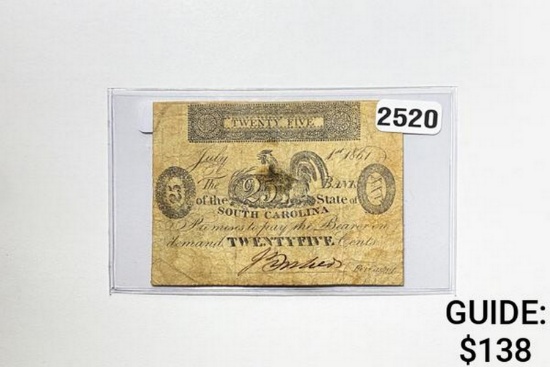 2520
TWENTY FIVE
July 1st 1861
25 The 25 BANK
of the State of
SOUTH CAROLINA
Promises to pay the Bearer on
demand TWENTYFIVE Cents
GUIDE:
$138